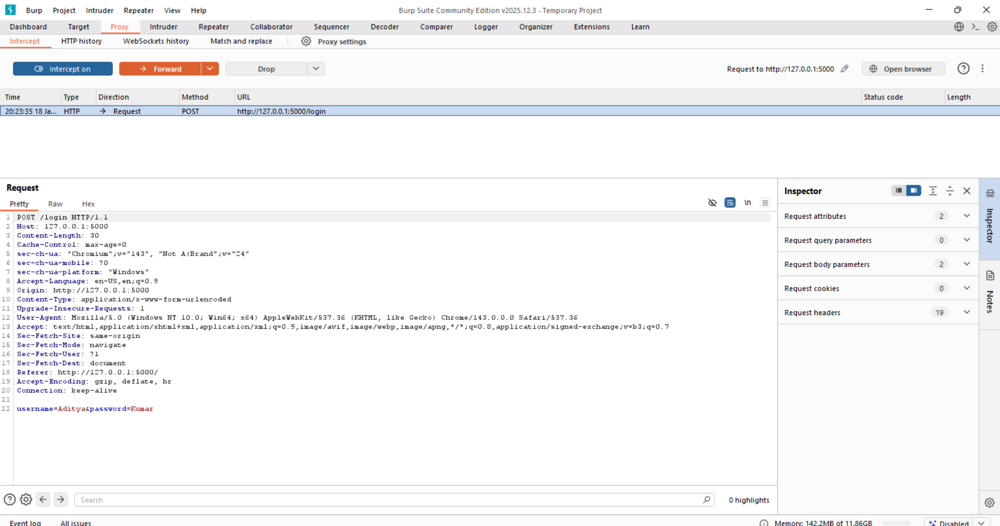 Burp Project Intruder Repeater View Help Burp Suite Community Edition v2025.12.3 - Temporary Project
Dashboard Target Proxy Intruder Repeater Collaborator Sequencer Decoder Comparer Logger Organizer Extensions Learn
Intercept HTTP history WebSockets history Match and replace Proxy settings
Intercept on Forward Drop Request to http://127.0.0.1:5000 Open browser
Time Type Direction Method URL Status code Length
20:23:35 18 Ja... HTTP → Request POST http://127.0.0.1:5000/login
Request
Pretty Raw Hex \n
1 POST /login HTTP/1.1
2 Host: 127.0.0.1:5000
3 Content-Length: 30
4 Cache-Control: max-age=0
5 sec-ch-ua: "Chromium";v="143", "Not A(Brand";v="24"
6 sec-ch-ua-mobile: ?0
7 sec-ch-ua-platform: "Windows"
8 Accept-Language: en-US,en;q=0.9
9 Origin: http://127.0.0.1:5000
10 Content-Type: application/x-www-form-urlencoded
11 Upgrade-Insecure-Requests: 1
12 User-Agent: Mozilla/5.0 (Windows NT 10.0; Win64; x64) AppleWebKit/537.36 (KHTML, like Gecko) Chrome/143.0.0.0 Safari/537.36
13 Accept: text/html,application/xhtml+xml,application/xml;q=0.9,image/avif,image/webp,image/apng,*/*;q=0.8,application/signed-exchange;v=b3;q=0.7
14 Sec-Fetch-Site: same-origin
15 Sec-Fetch-Mode: navigate
16 Sec-Fetch-User: ?1
17 Sec-Fetch-Dest: document
18 Referer: http://127.0.0.1:5000/
19 Accept-Encoding: gzip, deflate, br
20 Connection: keep-alive
21
22 username=Aditya&password=Kumar
Inspector
Request attributes 2
Request query parameters 0
Request body parameters 2
Request cookies 0
Request headers 19
Inspector
Notes
Search 0 highlights
Event log All issues Memory: 142.2MB of 11.86GB Disabled